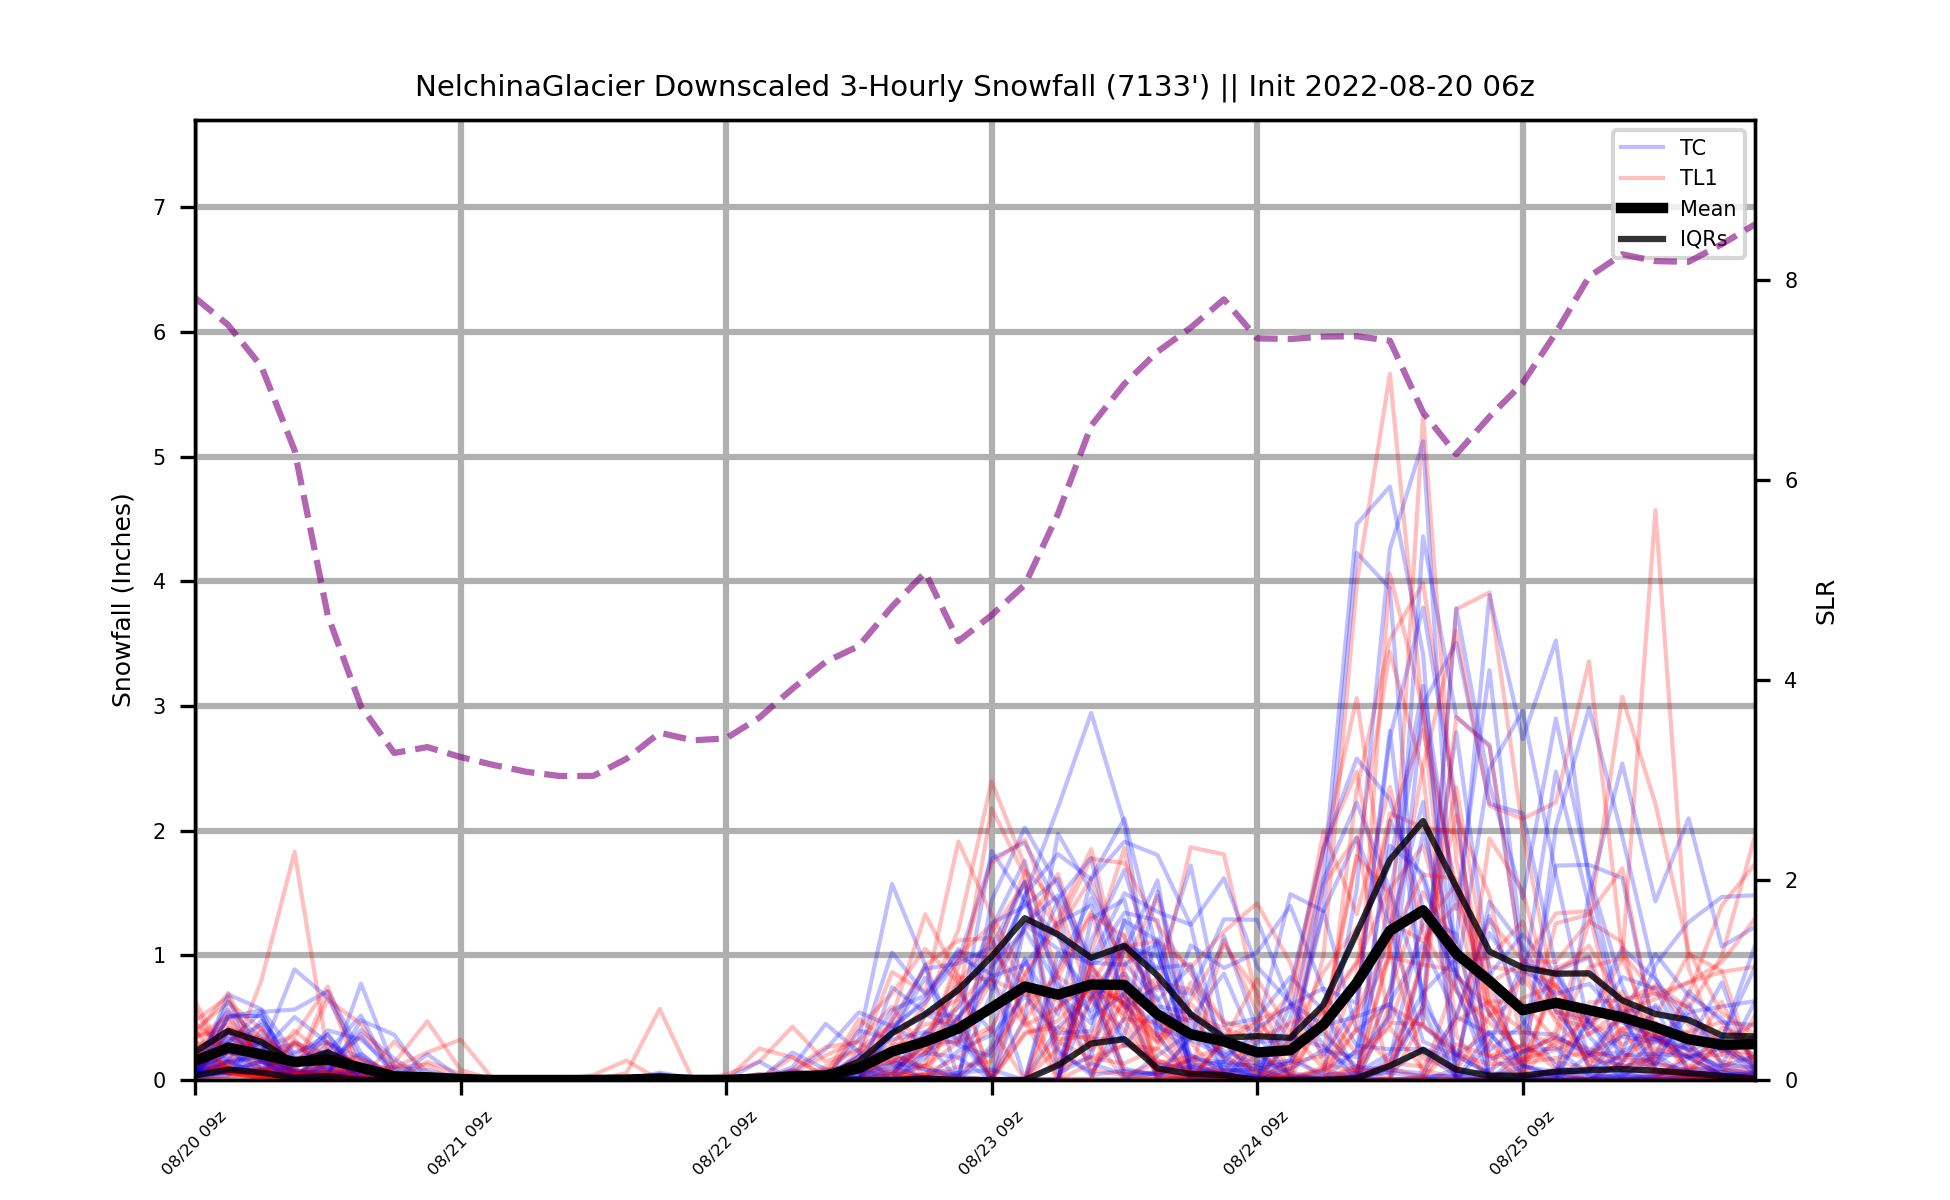 NelchinaGlacier Downscaled 3-Hourly Snowfall (7133') || Init 2022-08-20 06z
TC
TL1
Mean
IQRs
7
6
5
4
3
2
1
0
Snowfall (Inches)
8
6
4
2
0
SLR
08/20 09z
08/21 09z
08/22 09z
08/23 09z
08/24 09z
08/25 09z